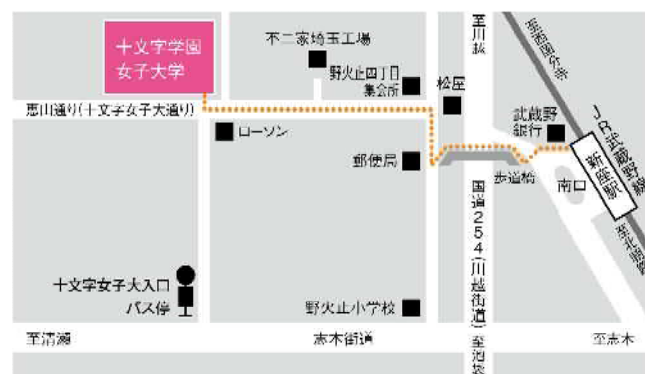 十文字学園
女子大学
不二家埼玉工場
野火止四丁目
集会所
松屋
至川越
至西国分寺
JR武蔵野線
武蔵野
銀行
新座駅
恵山通り(十文字女子大通り)
ローソン
郵便局
歩道橋
南口
国道254(川越街道)
至池袋
十文字女子大入口
バス停
野火止小学校
至清瀬
志木街道
至志木